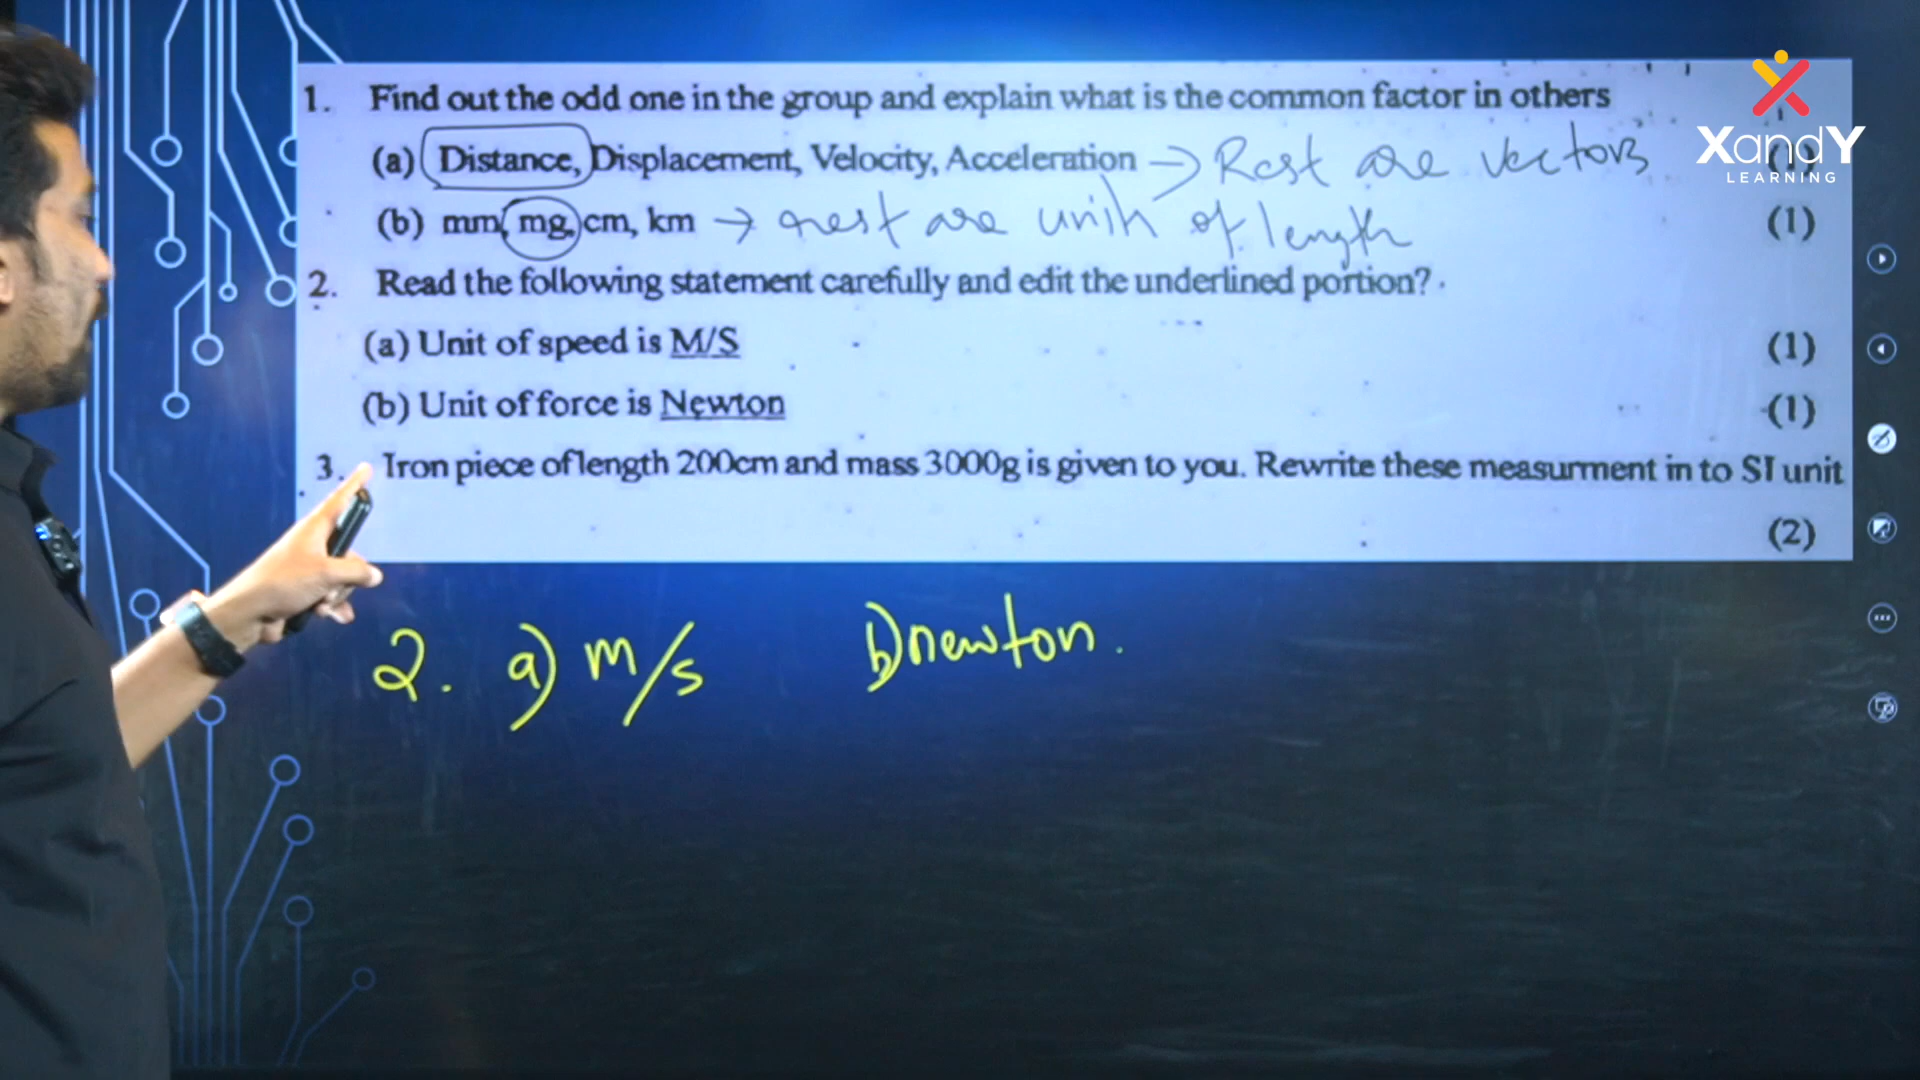 XandY
LEARNING
1. Find out the odd one in the group and explain what is the common factor in others
(a) Distance, Displacement, Velocity, Acceleration → Rest are vectors
(b) mm, mg, cm, km → rest are units of length (1)
2. Read the following statement carefully and edit the underlined portion?
(a) Unit of speed is M/S (1)
(b) Unit of force is Newton (1)
3. Iron piece of length 200cm and mass 3000g is given to you. Rewrite these measurment in to SI unit
(2)
2. a) m/s b) newton.